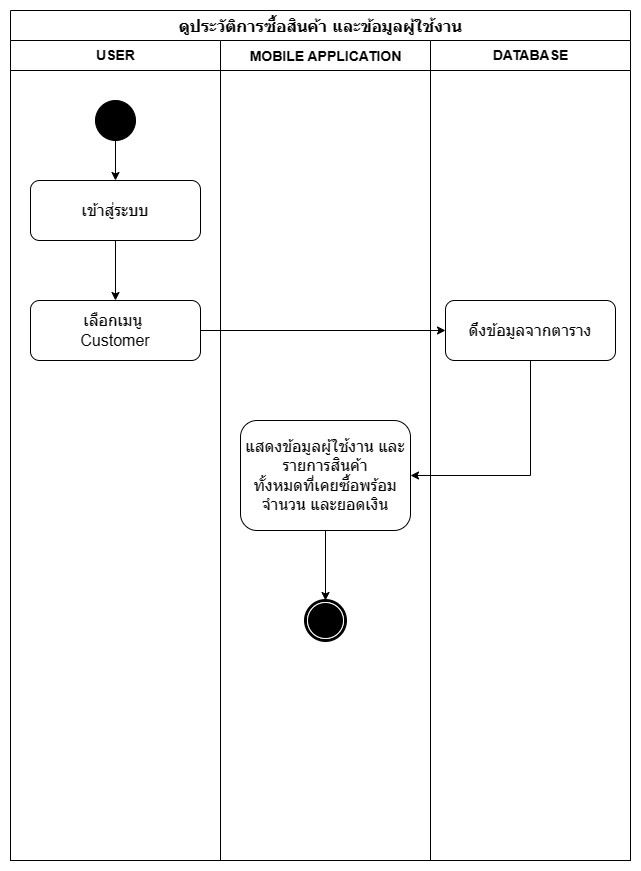 ดูประวัติการซื้อสินค้า และข้อมูลผู้ใช้งาน
USER
MOBILE APPLICATION
DATABASE
เข้าสู่ระบบ
เลือกเมนู
Customer
ดึงข้อมูลจากตาราง
แสดงข้อมูลผู้ใช้งาน และ
รายการสินค้า
ทั้งหมดที่เคยซื้อพร้อม
จำนวน และยอดเงิน